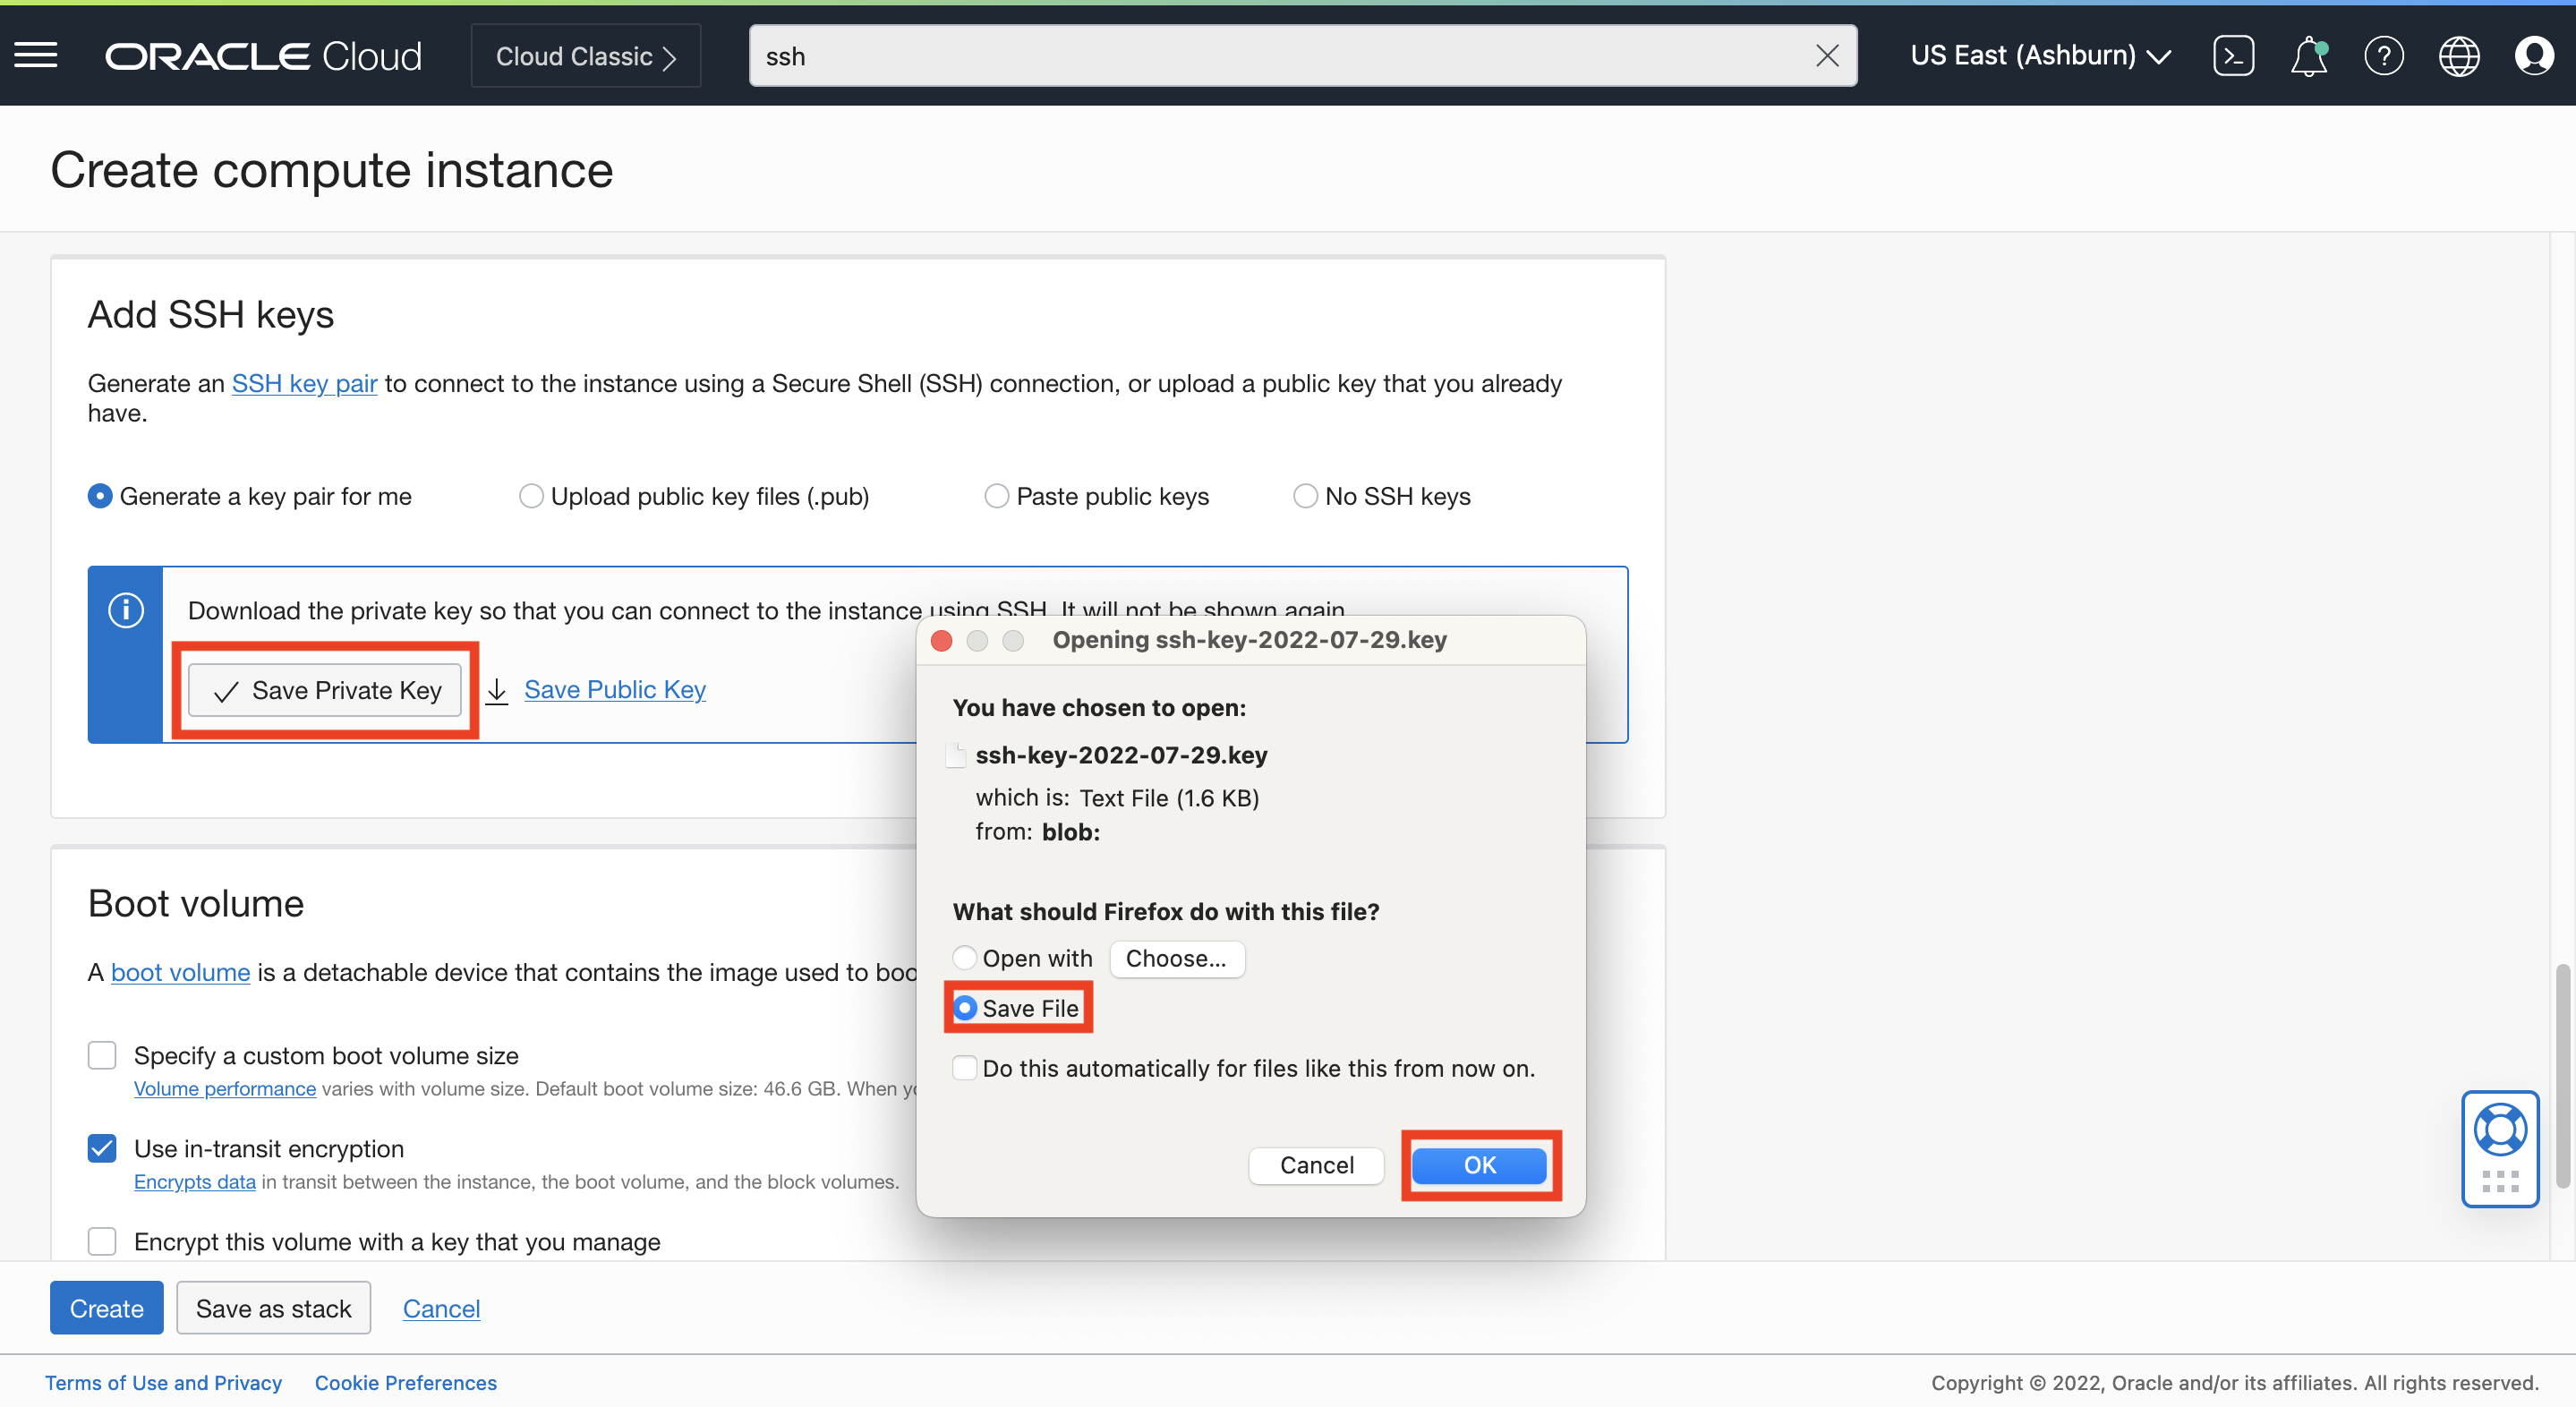 ORACLE Cloud
Cloud Classic
ssh
US East (Ashburn)
Create compute instance
Add SSH keys
Generate an SSH key pair to connect to the instance using a Secure Shell (SSH) connection, or upload a public key that you already
have.
Generate a key pair for me
Upload public key files (.pub)
Paste public keys
No SSH keys
Download the private key so that you can connect to the instance using SSH. It will not be shown again.
Save Private Key
Save Public Key
Opening ssh-key-2022-07-29.key
You have chosen to open:
ssh-key-2022-07-29.key
which is: Text File (1.6 KB)
from: blob:
What should Firefox do with this file?
Open with
Choose...
Save File
Do this automatically for files like this from now on.
Cancel
OK
Boot volume
A boot volume is a detachable device that contains the image used to boo
Specify a custom boot volume size
Volume performance varies with volume size. Default boot volume size: 46.6 GB. When
Use in-transit encryption
Encrypts data in transit between the instance, the boot volume, and the block volumes.
Encrypt this volume with a key that you manage
Create
Save as stack
Cancel
Terms of Use and Privacy
Cookie Preferences
Copyright © 2022, Oracle and/or its affiliates. All rights reserved.